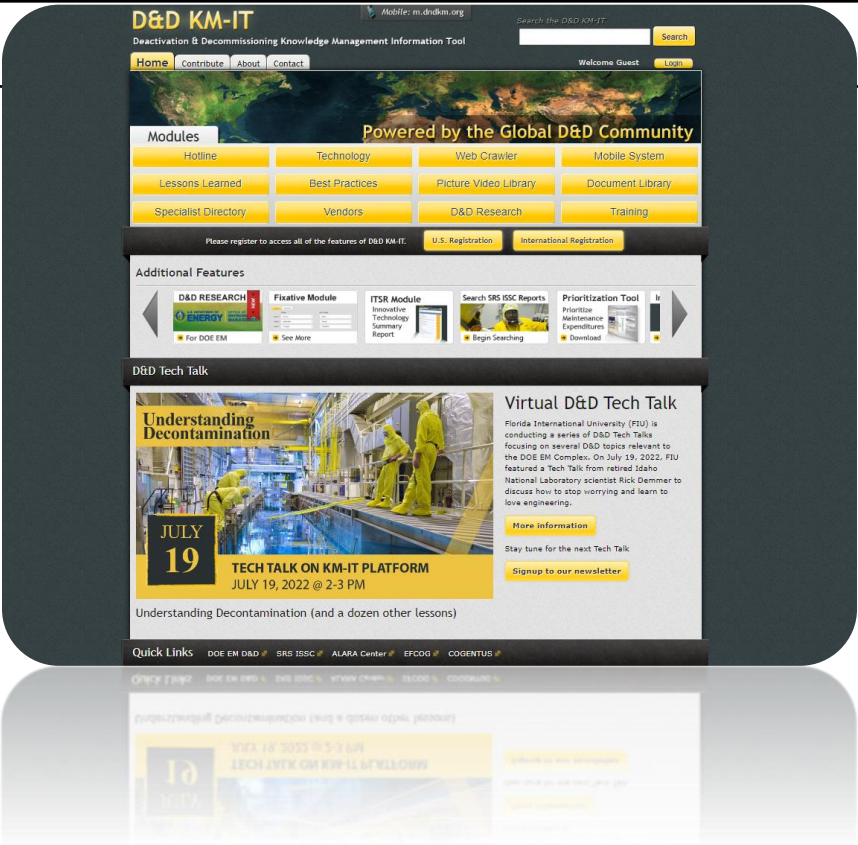 D&D KM-IT
Mobile: m.dndkm.org
Search the D&D KM-IT
Deactivation & Decommissioning Knowledge Management Information Tool
Search
Home Contribute About Contact
Welcome Guest Login
Modules
Powered by the Global D&D Community
Hotline Technology Web Crawler Mobile System
Lessons Learned Best Practices Picture Video Library Document Library
Specialist Directory Vendors D&D Research Training
Please register to access all of the features of D&D KM-IT. U.S. Registration International Registration
Additional Features
D&D RESEARCH
NEW
ENERGY
For DOE EM
Fixative Module
See More
ITSR Module
Innovative
Technology
Summary
Report
Search SRS ISSC Reports
Begin Searching
Prioritization Tool
Prioritize
Maintenance
Expenditures
Download
D&D Tech Talk
Understanding
Decontamination
JULY
19
TECH TALK ON KM-IT PLATFORM
JULY 19, 2022 @ 2-3 PM
Understanding Decontamination (and a dozen other lessons)
Virtual D&D Tech Talk
Florida International University (FIU) is
conducting a series of D&D Tech Talks
focusing on several D&D topics relevant to
the DOE EM Complex. On July 19, 2022, FIU
featured a Tech Talk from retired Idaho
National Laboratory scientist Rick Demmer to
discuss how to stop worrying and learn to
love engineering.
More information
Stay tune for the next Tech Talk
Signup to our newsletter
Quick Links DOE EM D&D SRS ISSC ALARA Center EFCOG COGENTUS